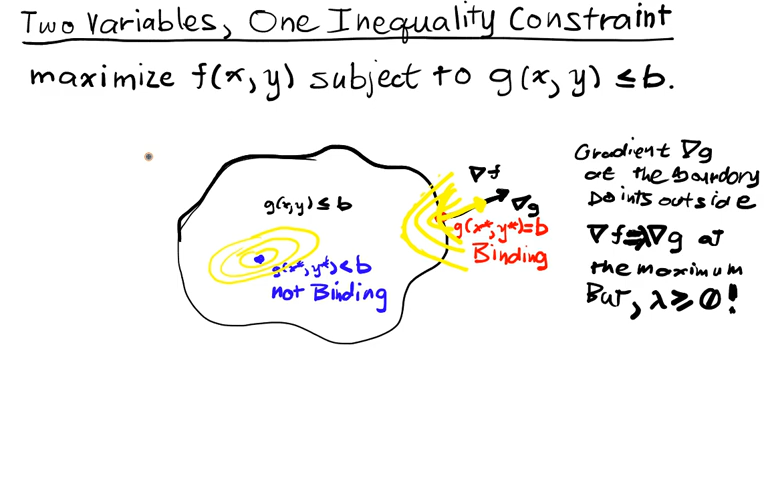 Two Variables, One Inequality Constraint
maximize f(x,y) subject to g(x,y) ≤ b.
g(x,y) ≤ b
g(x*,y*) < b
not Binding
∇f
∇g
g(x*,y*)=b
Binding
Gradient ∇g
at the Boundary
points outside
∇g at
the maximum
But, λ ≥ 0!